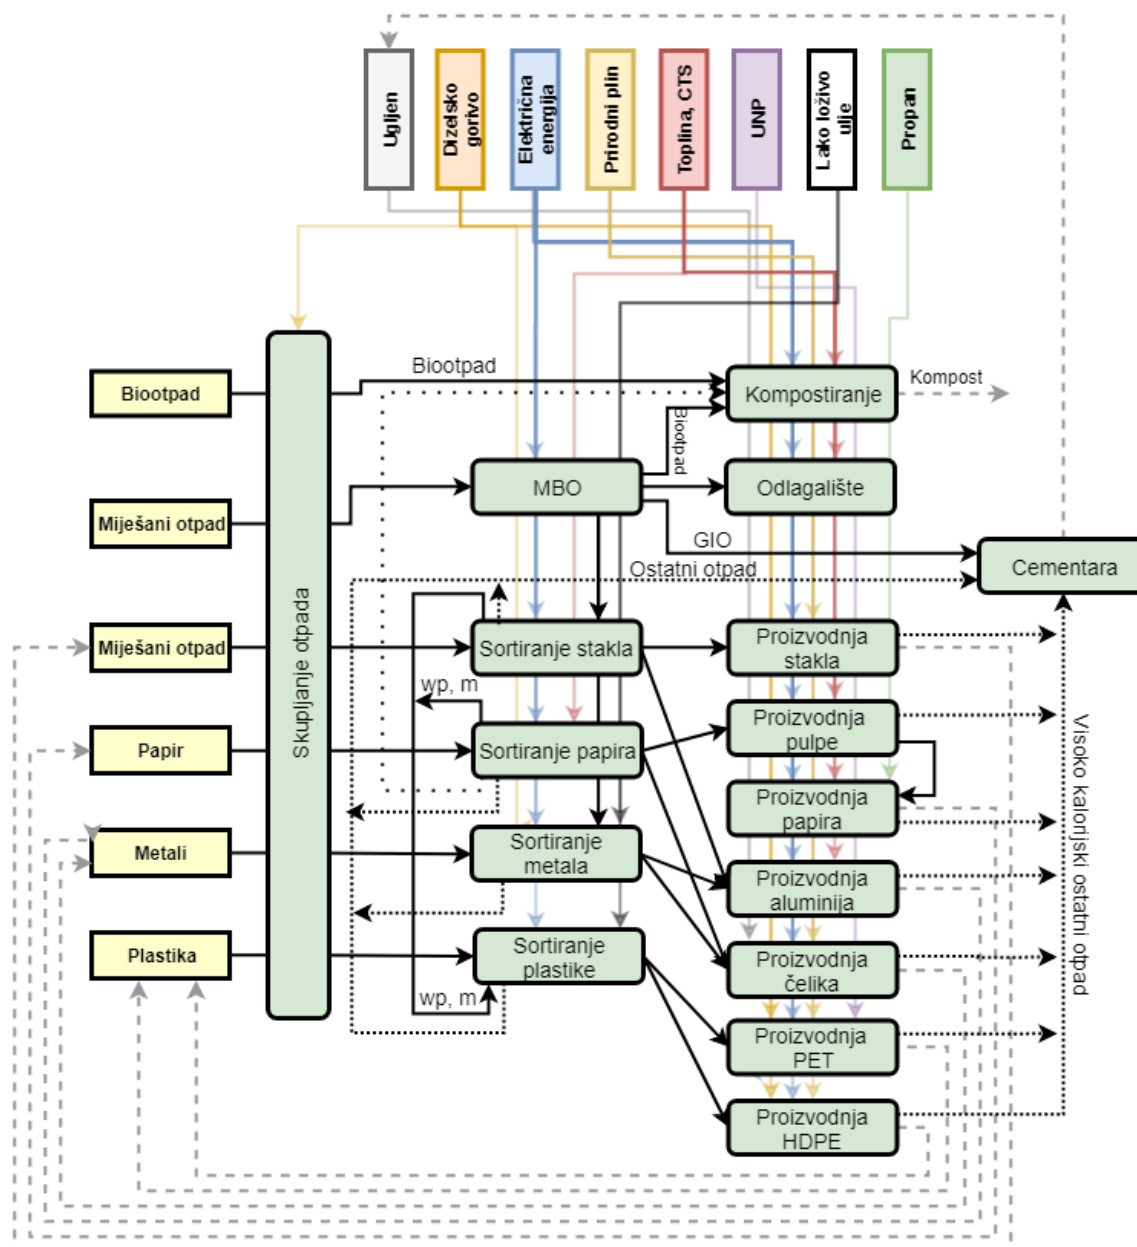 Ugljen
Dizelsko
gorivo
Električna
energija
Prirodni plin
Toplina, CTS
UNP
Lako loživo
ulje
Propan
Biootpad
Biootpad
Kompostiranje
Kompost
Biootpad
MBO
Odlagalište
Miješani otpad
GIO
Ostatni otpad
Cementara
Skupljanje otpada
Miješani otpad
Sortiranje stakla
Proizvodnja
stakla
wp, m
Papir
Sortiranje papira
Proizvodnja
pulpe
Visoko kalorijski ostatni otpad
Proizvodnja
papira
Metali
Sortiranje
metala
Proizvodnja
aluminija
Plastika
Sortiranje
plastike
Proizvodnja
čelika
wp, m
Proizvodnja
PET
Proizvodnja
HDPE